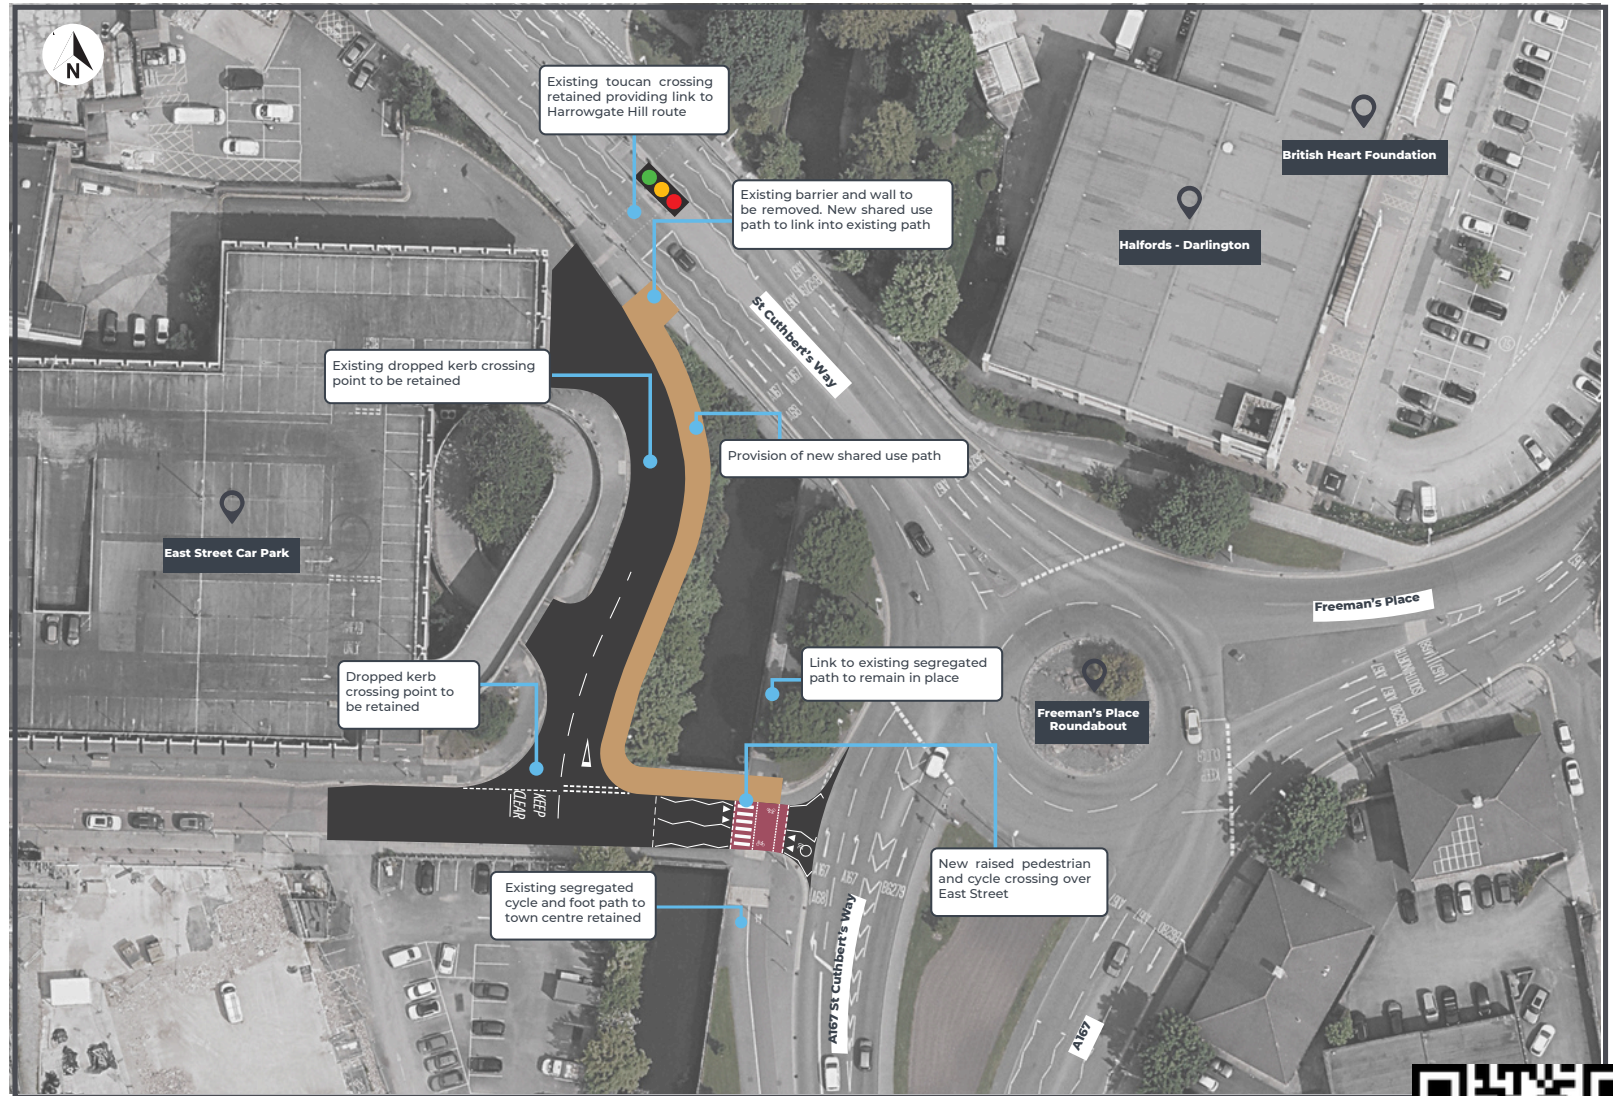 N
Existing toucan crossing
retained providing link to
Harrowgate Hill route
British Heart Foundation
Existing barrier and wall to
be removed. New shared use
path to link into existing path
Halfords - Darlington
St Cuthbert's Way
Existing dropped kerb crossing
point to be retained
Provision of new shared use path
East Street Car Park
Freeman's Place
Dropped kerb
crossing point to
be retained
Link to existing segregated
path to remain in place
Freeman's Place
Roundabout
KEEP
CLEAR
New raised pedestrian
and cycle crossing over
East Street
Existing segregated
cycle and foot path to
town centre retained
A167 St Cuthbert's Way
A167